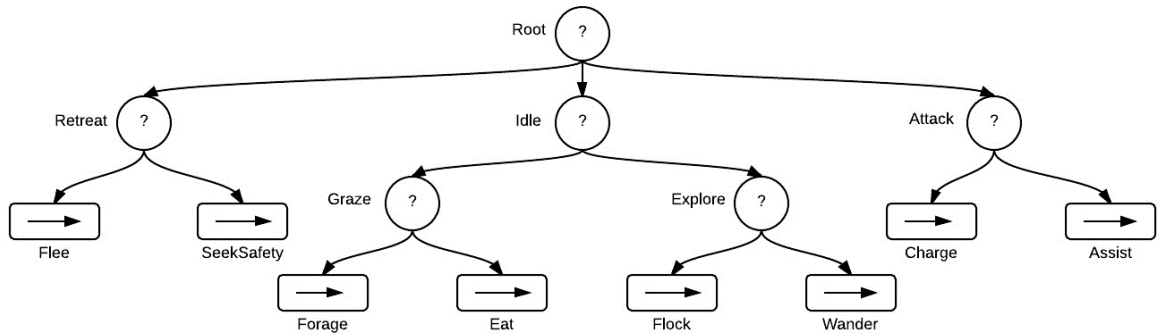 Root ?
Retreat ?
Idle ?
Attack ?
Graze ?
Explore ?
Flee
SeekSafety
Charge
Assist
Forage
Eat
Flock
Wander